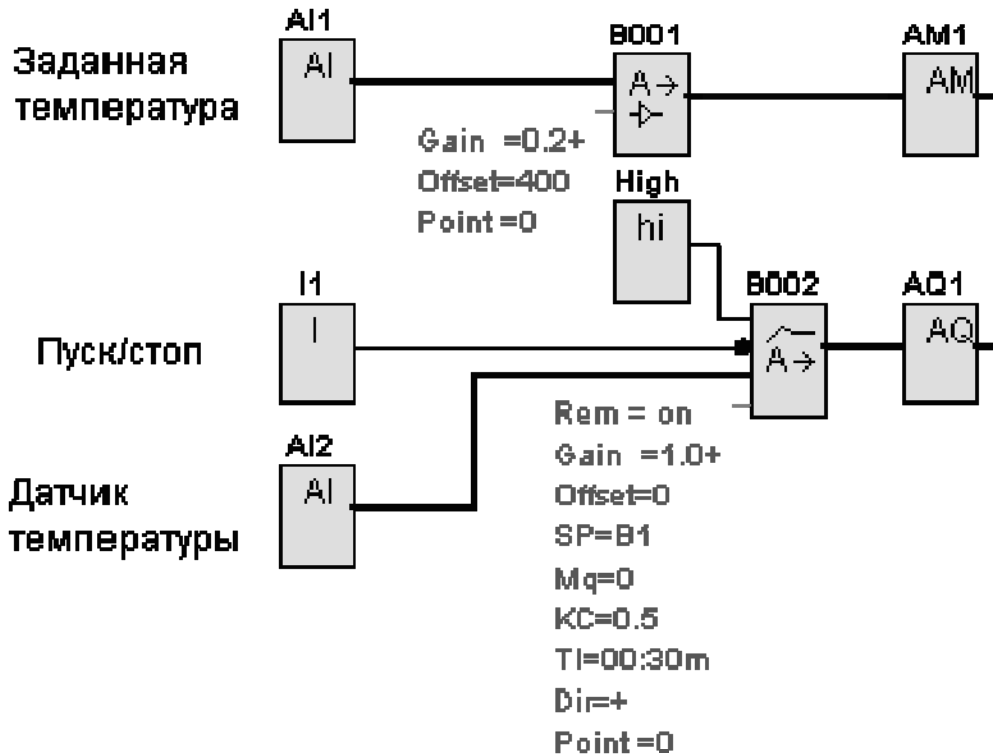 AI1
B001
AM1
Заданная
температура
AI
A→
AM
Gain =0.2+
Offset=400
Point=0
High
hi
I1
B002
AQ1
Пуск/стоп
I
A→
AQ
Rem = on
Gain =1.0+
Offset=0
SP=B1
Mq=0
KC=0.5
TI=00:30m
Dir=+
Point=0
AI2
Датчик
температуры
AI